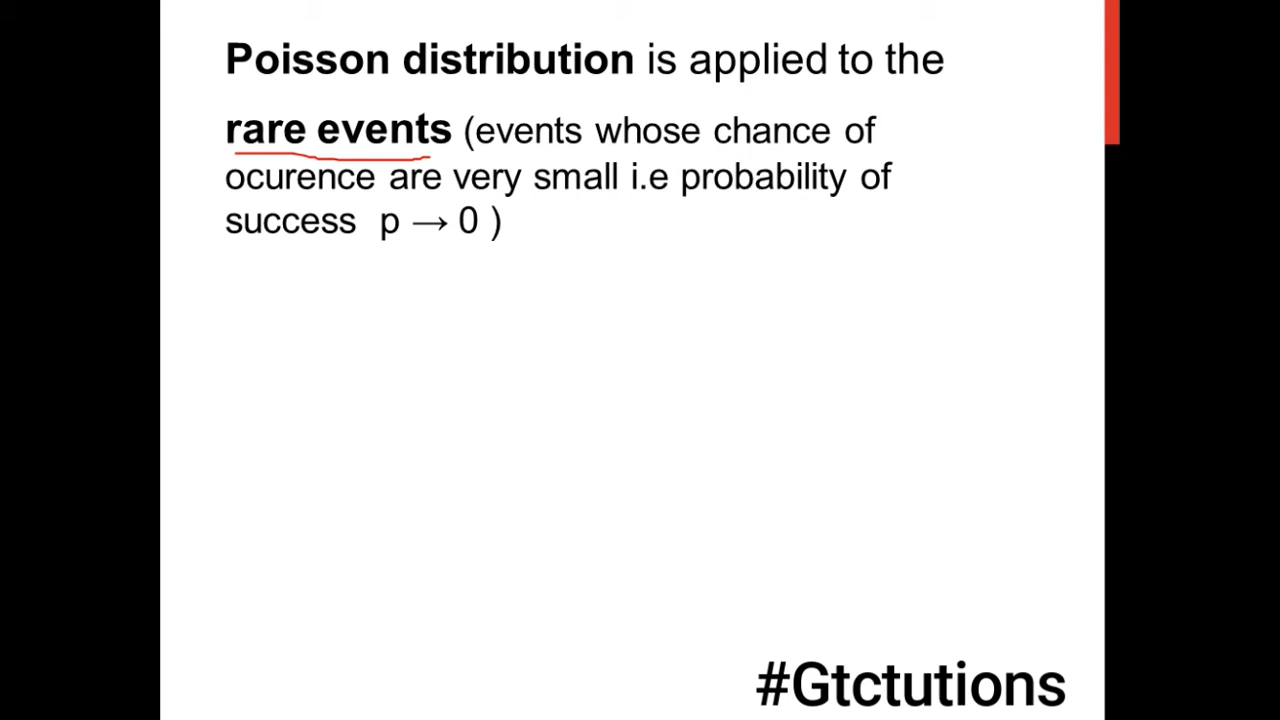 Poisson distribution is applied to the
rare events (events whose chance of
ocurence are very small i.e probability of
success p → 0 )
#Gtctutions